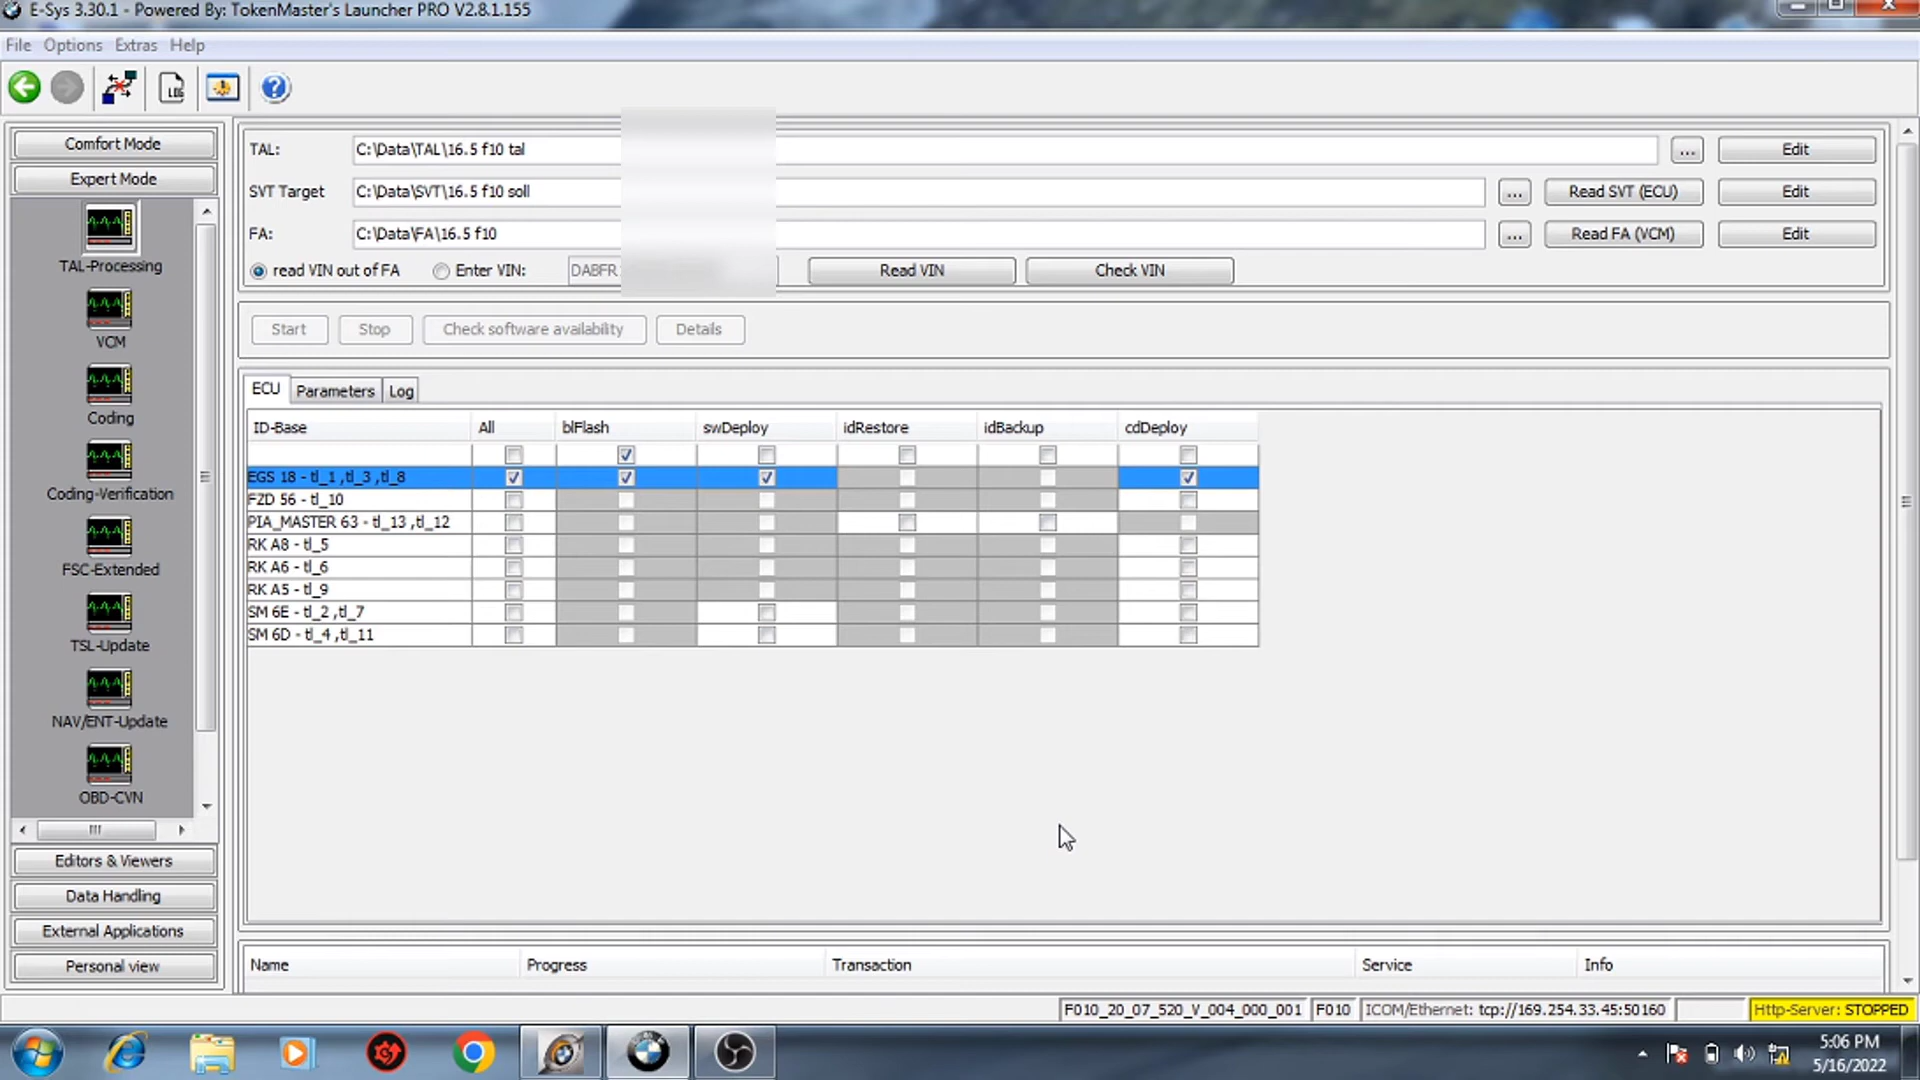 E-Sys 3.30.1 - Powered By: TokenMaster's Launcher PRO V2.8.1.155
File Options Extras Help
LOG
Comfort Mode
Expert Mode
TAL-Processing
VCM
Coding
Coding-Verification
FSC-Extended
TSL-Update
NAV/ENT-Update
OBD-CVN
Editors & Viewers
Data Handling
External Applications
Personal view
TAL: C:\Data\TAL\16.5 f10 tal ... Edit
SVT Target C:\Data\SVT\16.5 f10 soll ... Read SVT (ECU) Edit
FA: C:\Data\FA\16.5 f10 ... Read FA (VCM) Edit
read VIN out of FA Enter VIN: DABFR Read VIN Check VIN
Start Stop Check software availability Details
ECU Parameters Log
ID-Base All blFlash swDeploy idRestore idBackup cdDeploy
EGS 18 - tl_1 ,tl_3 ,tl_8
FZD 56 - tl_10
PIA_MASTER 63 - tl_13 ,tl_12
RK A8 - tl_5
RK A6 - tl_6
RK A5 - tl_9
SM 6E - tl_2 ,tl_7
SM 6D - tl_4 ,tl_11
Name Progress Transaction Service Info
F010_20_07_520_V_004_000_001 F010 ICOM/Ethernet: tcp://169.254.33.45:50160 Http-Server: STOPPED
5:06 PM
5/16/2022